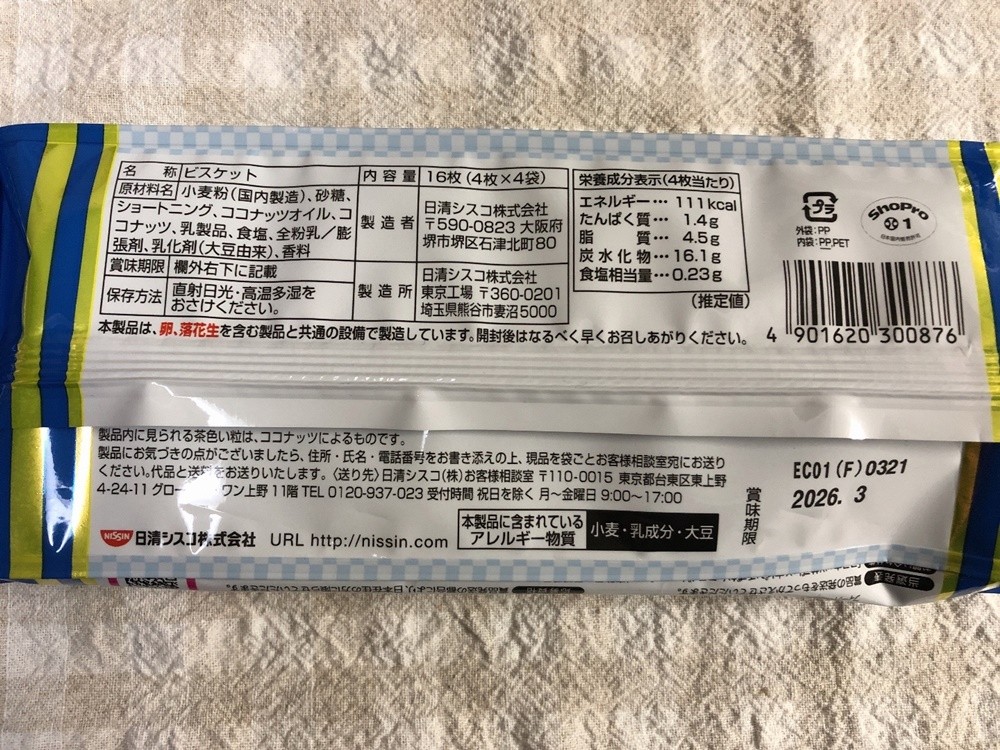 名 称 ビスケット 内容量 16枚(4枚×4袋)
原材料名 小麦粉(国内製造)、砂糖、
ショートニング、ココナッツオイル、コ
コナッツ、乳製品、食塩、全粉乳/膨
張剤、乳化剤(大豆由来)、香料
製造者 日清シスコ株式会社
〒590-0823 大阪府
堺市堺区石津北町80
賞味期限 欄外右下に記載
保存方法 直射日光・高温多湿を
おさけください。
製造所 日清シスコ株式会社
東京工場 〒360-0201
埼玉県熊谷市妻沼5000
本製品は、卵、落花生を含む製品と共通の設備で製造しています。開封後はなるべく早くお召しあがりください。
栄養成分表示(4枚当たり)
エネルギー… 111kcal
たんぱく質… 1.4g
脂 質… 4.5g
炭水化物… 16.1g
食塩相当量… 0.23g
(推定値)
プラ
外袋:PP
内袋:PP,PET
ShoPro
1
4 901620 300876
製品内に見られる茶色い粒は、ココナッツによるものです。
製品にお気づきの点がございましたら、住所・氏名・電話番号をお書き添えの上、現品を袋ごとお客様相談室宛にお送り
ください。代品と送料をお送りいたします。〈送り先〉日清シスコ(株)お客様相談室 〒110-0015 東京都台東区東上野
4-24-11 グロー ワン上野 11階 TEL 0120-937-023 受付時間 祝日を除く 月~金曜日 9:00~17:00
NISSIN 日清シスコ株式会社 URL http://nissin.com
本製品に含まれている
アレルギー物質 小麦・乳成分・大豆
賞味期限
EC01(F)0321
2026. 3